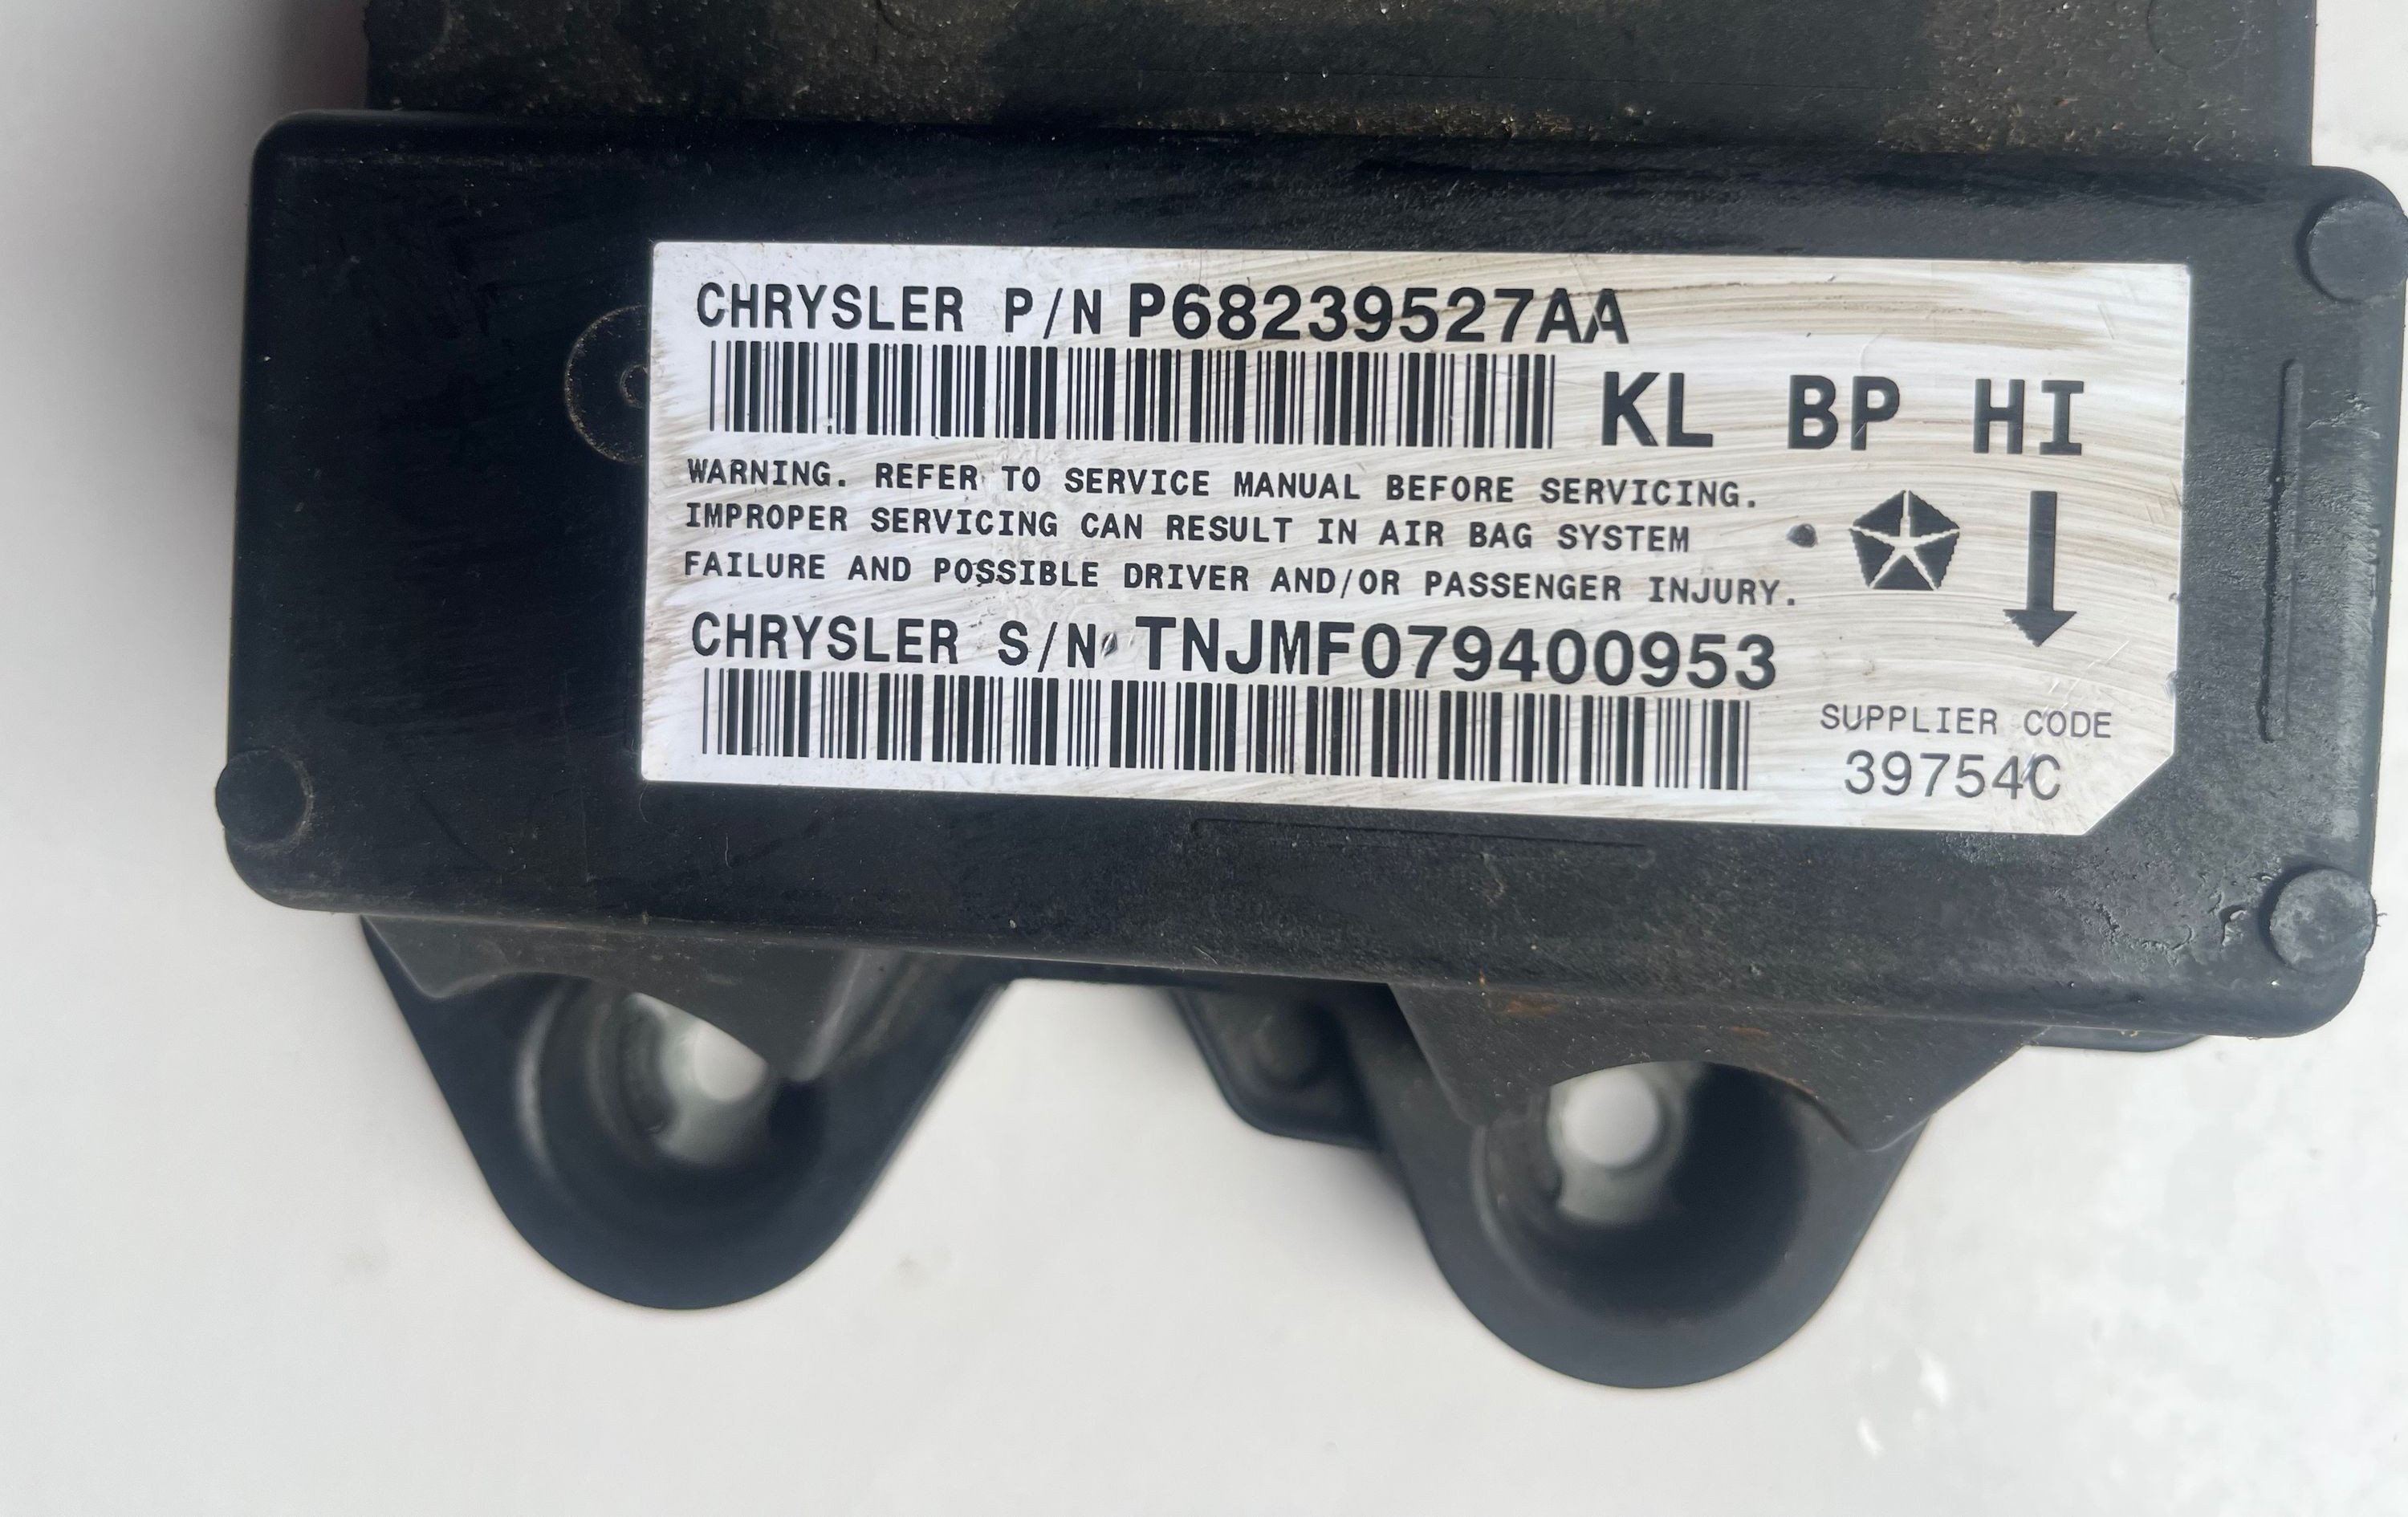 CHRYSLER P/N P68239527AA
KL BP HI
WARNING. REFER TO SERVICE MANUAL BEFORE SERVICING.
IMPROPER SERVICING CAN RESULT IN AIR BAG SYSTEM
FAILURE AND POSSIBLE DRIVER AND/OR PASSENGER INJURY.
CHRYSLER S/N TNJMF079400953
SUPPLIER CODE
39754C